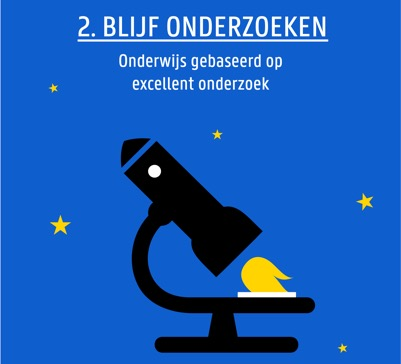 2. BLIJF ONDERZOEKEN
Onderwijs gebaseerd op
excellent onderzoek